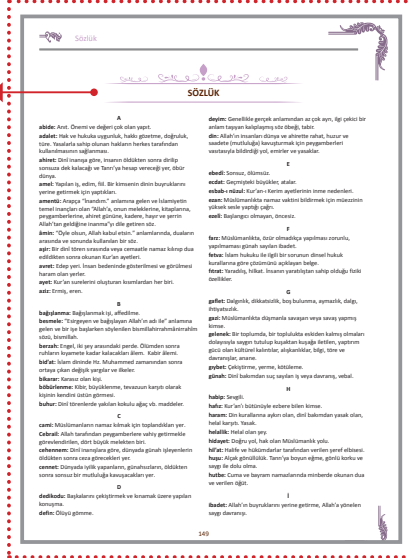 Sözlük
SÖZLÜK
A
abide: Anıt. Önemi ve değeri çok olan yapıt.
adalet: Hak ve hukuka uygunluk, hakkı gözetme, doğruluk,
türe. Yasalarla sahip olunan hakların herkes tarafından
kullanılmasının sağlanması.
ahiret: Dinî inanışa göre, insanın öldükten sonra dirilip
sonsuza dek kalacağı ve Tanrı'ya hesap vereceği yer, öbür
dünya.
amel: Yapılan iş, edim, fiil. Bir kimsenin dinin buyruklarını
yerine getirmek için yaptıkları.
amentü: Arapça "inandım." anlamına gelen ve İslamiyetin
temel inançları olan "Allah'a, onun meleklerine, kitaplarına,
peygamberlerine, ahiret gününe, kadere, hayır ve şerrin
Allah'tan geldiğine inanma"yı dile getiren söz.
âmin: "Öyle olsun, Allah kabul etsin." anlamlarında, duaların
arasında ve sonunda kullanılan bir söz.
aşır: Bir dinî tören sırasında veya cemaatle namaz kılınıp dua
edildikten sonra okunan Kur'an ayetleri.
avret: Edep yeri. İnsan bedeninde gösterilmesi ve görülmesi
haram olan yerler.
ayet: Kur'an surelerini oluşturan kısımlardan her biri.
aziz: Ermiş, eren.
B
bağışlanma: Bağışlanmak işi, affedilme.
besmele: "Esirgeyen ve bağışlayan Allah'ın adı ile" anlamına
gelen ve bir işe başlarken söylenilen bismillahirrahmânirrahîm
sözü, bismillah.
berzah: Engel, iki şey arasındaki perde. Ölümden sonra
ruhların kıyamete kadar kalacakları âlem. Kabir âlemi.
bid'at: İslam dininde Hz. Muhammed zamanından sonra
ortaya çıkan değişik yargılar ve ilkeler.
bikarar: Kararsız olan kişi.
böbürlenme: Kibir, büyüklenme, tevazuun karşıtı olarak
kişinin kendini üstün görmesi.
buhur: Dinî törenlerde yakılan kokulu ağaç vb. maddeler.
C
cami: Müslümanların namaz kılmak için toplandıkları yer.
Cebrail: Allah tarafından peygamberlere vahiy getirmekle
görevlendirilen, dört büyük melekten biri.
cehennem: Dinî inanışlara göre, dünyada günah işleyenlerin
öldükten sonra ceza görecekleri yer.
cennet: Dünyada iyilik yapanların, günahsızların, öldükten
sonra sonsuz bir mutluluğa kavuşacakları yer.
D
dedikodu: Başkalarını çekiştirmek ve kınamak üzere yapılan
konuşma.
defin: Ölüyü gömme.
deyim: Genellikle gerçek anlamından az çok ayrı, ilgi çekici bir
anlam taşıyan kalıplaşmış söz öbeği, tabir.
din: Allah'ın insanları dünya ve ahirette rahat, huzur ve
saadete (mutluluğa) kavuşturmak için peygamberleri
vasıtasıyla bildirdiği yol, emirler ve yasaklar.
E
ebedî: Sonsuz, ölümsüz.
ecdat: Geçmişteki büyükler, atalar.
esbab-ı nüzul: Kur'an-ı Kerim ayetlerinin inme nedenleri.
ezan: Müslümanlıkta namaz vaktini bildirmek için müezzinin
yüksek sesle yaptığı çağrı.
ezelî: Başlangıcı olmayan, öncesiz.
F
farz: Müslümanlıkta, özür olmadıkça yapılması zorunlu,
yapılmaması günah sayılan ibadet.
fetva: İslam hukuku ile ilgili bir sorunun dinsel hukuk
kurallarına göre çözümünü açıklayan belge.
fıtrat: Yaradılış, hilkat. İnsanın yaratılıştan sahip olduğu fiziki
özellikler.
G
gaflet: Dalgınlık, dikkatsizlik, boş bulunma, aymazlık, dalgı,
ihtiyatsızlık.
gazi: Müslümanlıkta düşmanla savaşan veya savaş yapmış
kimse.
gelenek: Bir toplumda, bir toplulukta eskiden kalmış olmaları
dolayısıyla saygın tutulup kuşaktan kuşağa iletilen, yaptırım
gücü olan kültürel kalıntılar, alışkanlıklar, bilgi, töre ve
davranışlar, anane.
gıybet: Çekiştirme, yerme, kötüleme.
günah: Dinî bakımdan suç sayılan iş veya davranış, vebal.
H
habip: Sevgili.
hafız: Kur'an'ı bütünüyle ezbere bilen kimse.
haram: Din kurallarına aykırı olan, dinî bakımdan yasak olan,
helal karşıtı. Yasak.
helallik: Helal olan şey.
hidayet: Doğru yol, hak olan Müslümanlık yolu.
hil'at: Halife ve hükümdarlar tarafından verilen şeref elbisesi.
huşu: Alçak gönüllülük. Tanrı'ya boyun eğme, gönlü korku ve
saygı ile dolu olma.
hutbe: Cuma ve bayram namazlarında minberde okunan dua
ve verilen öğüt.
İ
ibadet: Allah'ın buyruklarını yerine getirme, Allah'a yönelen
saygı davranışı.
149